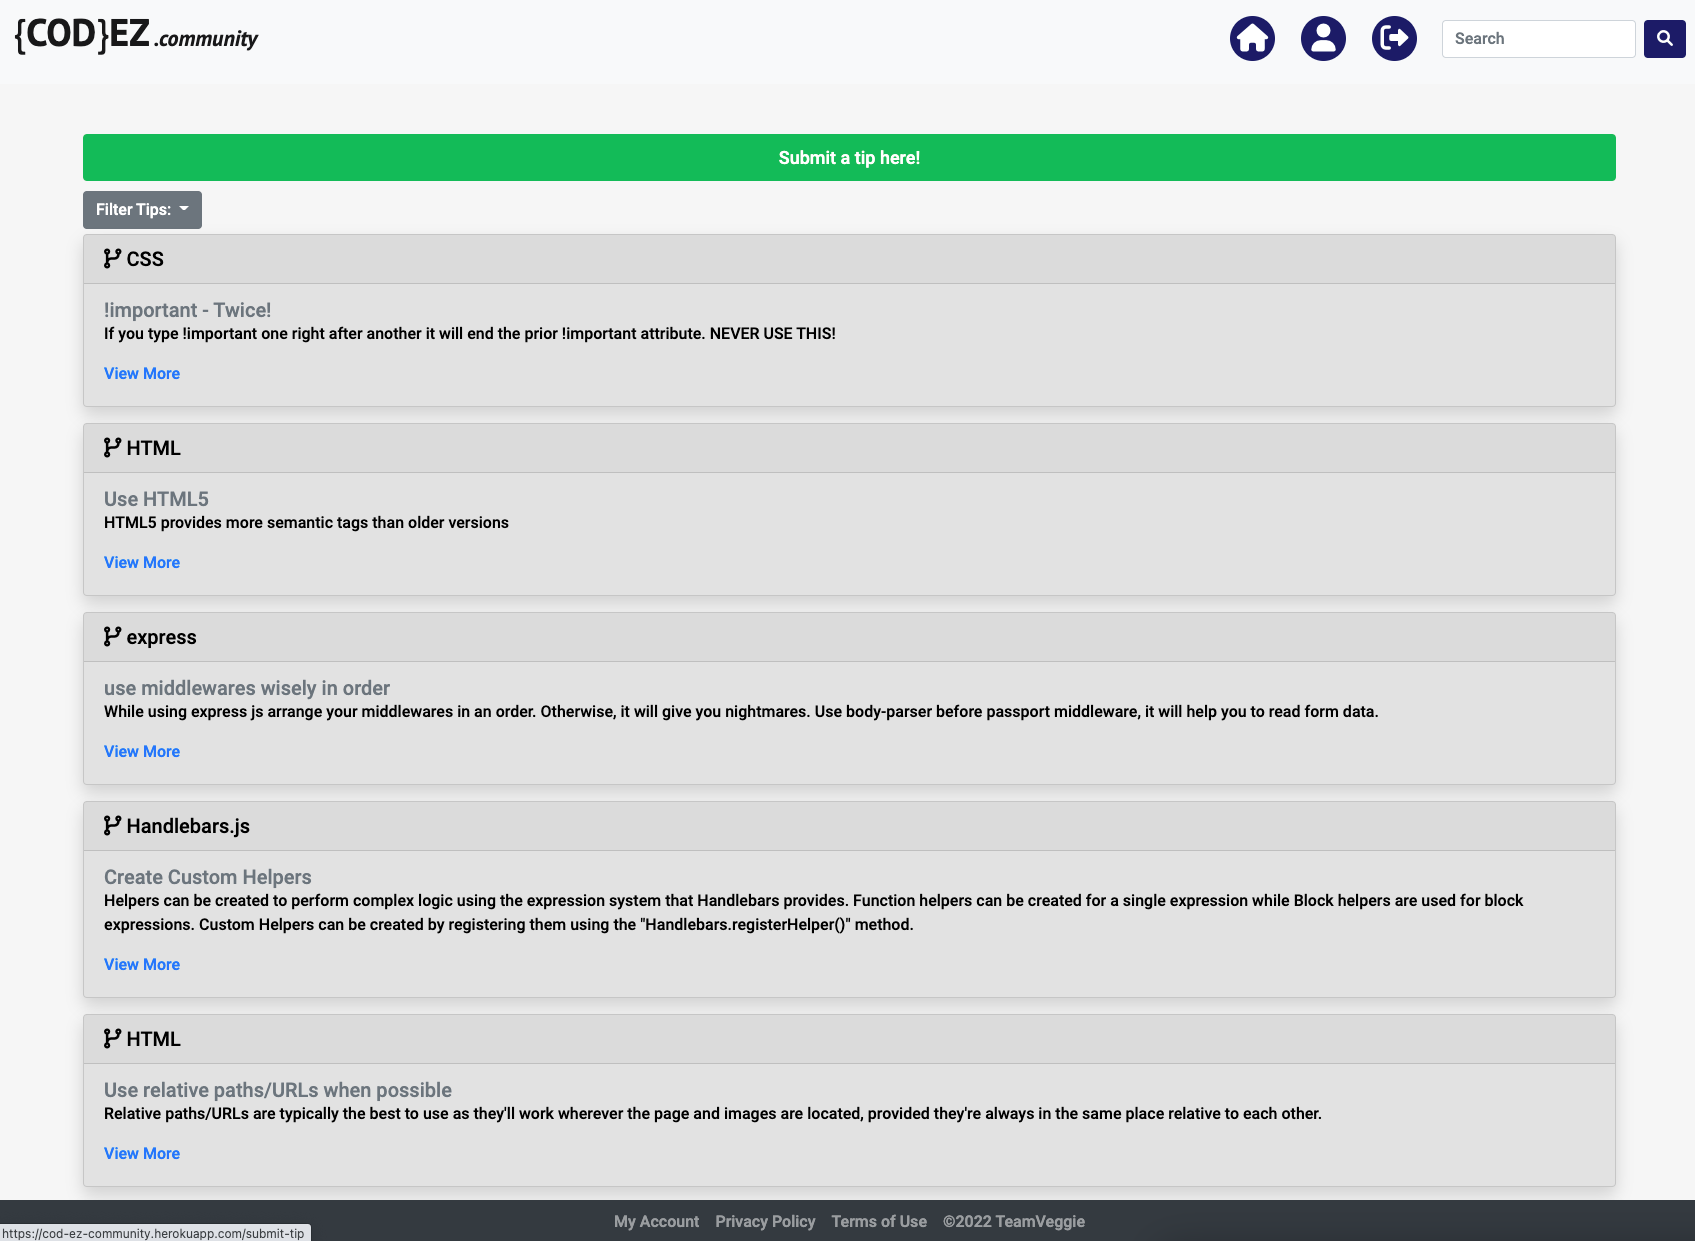 {COD}EZ.community
Search
Submit a tip here!
Filter Tips:
CSS
!important - Twice!
If you type !important one right after another it will end the prior !important attribute. NEVER USE THIS!
View More
HTML
Use HTML5
HTML5 provides more semantic tags than older versions
View More
express
use middlewares wisely in order
While using express js arrange your middlewares in an order. Otherwise, it will give you nightmares. Use body-parser before passport middleware, it will help you to read form data.
View More
Handlebars.js
Create Custom Helpers
Helpers can be created to perform complex logic using the expression system that Handlebars provides. Function helpers can be created for a single expression while Block helpers are used for block
expressions. Custom Helpers can be created by registering them using the "Handlebars.registerHelper()" method.
View More
HTML
Use relative paths/URLs when possible
Relative paths/URLs are typically the best to use as they'll work wherever the page and images are located, provided they're always in the same place relative to each other.
View More
My Account Privacy Policy Terms of Use ©2022 TeamVeggie
https://cod-ez-community.herokuapp.com/submit-tip